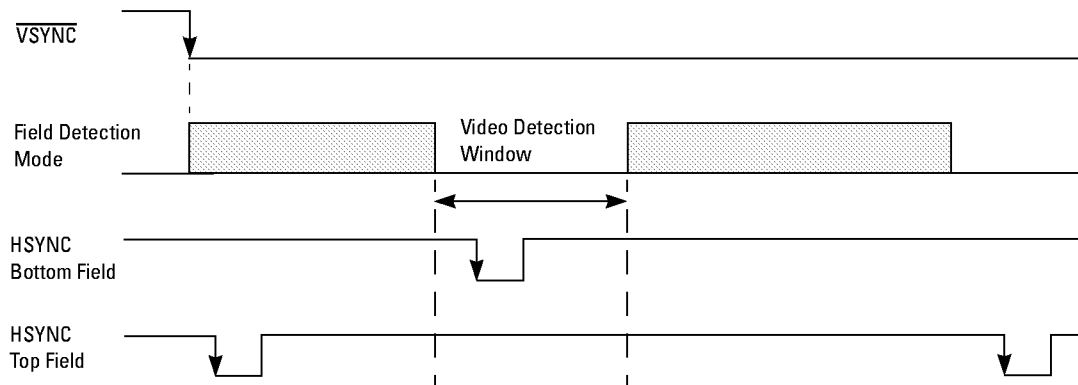 VSYNC
Field Detection
Mode
Video Detection
Window
HSYNC
Bottom Field
HSYNC
Top Field